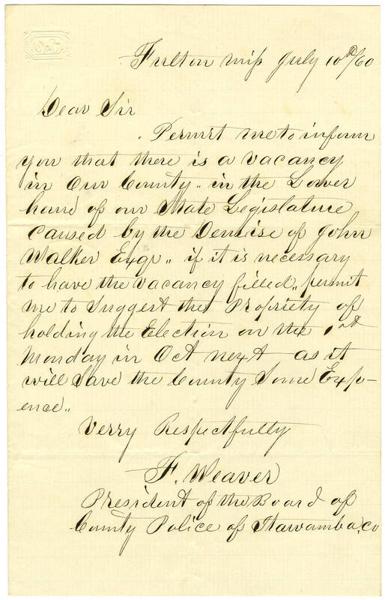 Fulton Miss July 10th/60
Dear Sir
Permit me to inform
you that there is a vacancy
in Our County,, in the Lower
hand of our State Legislature
caused by the Demise of John
Walker Esqr,, if it is necessary
to have the vacancy filled,, permit
me to Suggest the Propriety of
holding the Election on the 1st
Monday in Oct next as it
will Save the County Some Exp-
ence,,
Verry Respectfully
F. Weaver
President of the Board of
County Police of Itawamba Co